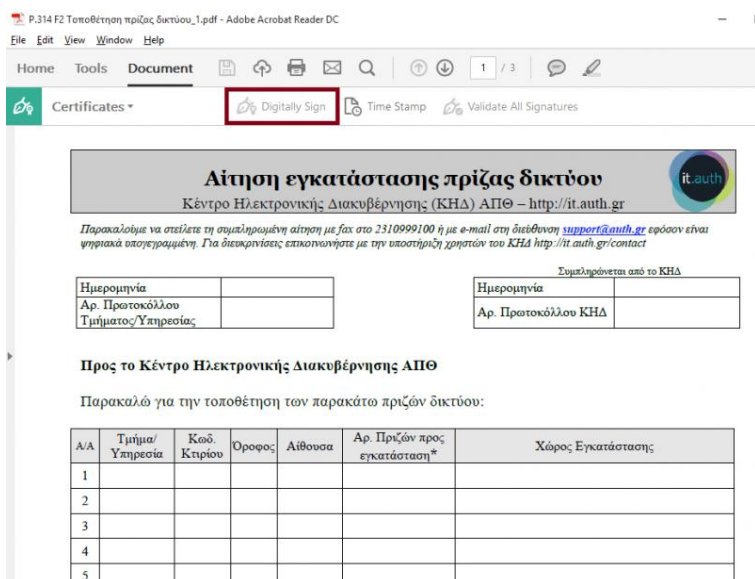 P.314 F2 Τοποθέτηση πρίζας δικτύου_1.pdf - Adobe Acrobat Reader DC
File Edit View Window Help
Home Tools Document 1 / 3
Certificates Digitally Sign Time Stamp Validate All Signatures
Αίτηση εγκατάστασης πρίζας δικτύου
it.auth
Κέντρο Ηλεκτρονικής Διακυβέρνησης (ΚΗΔ) ΑΠΘ – http://it.auth.gr
Παρακαλούμε να στείλετε τη συμπληρωμένη αίτηση με fax στο 2310999100 ή με e-mail στη διεύθυνση support@auth.gr εφόσον είναι
ψηφιακά υπογεγραμμένη. Για διευκρινίσεις επικοινωνήστε με την υποστήριξη χρηστών του ΚΗΔ http://it.auth.gr/contact
Συμπληρώνεται από το ΚΗΔ
Ημερομηνία Ημερομηνία
Αρ. Πρωτοκόλλου
Τμήματος/Υπηρεσίας Αρ. Πρωτοκόλλου ΚΗΔ
Προς το Κέντρο Ηλεκτρονικής Διακυβέρνησης ΑΠΘ
Παρακαλώ για την τοποθέτηση των παρακάτω πριζών δικτύου:
Α/Α Τμήμα/ Υπηρεσία Κωδ. Κτιρίου Όροφος Αίθουσα Αρ. Πριζών προς εγκατάσταση* Χώρος Εγκατάστασης
1
2
3
4
5